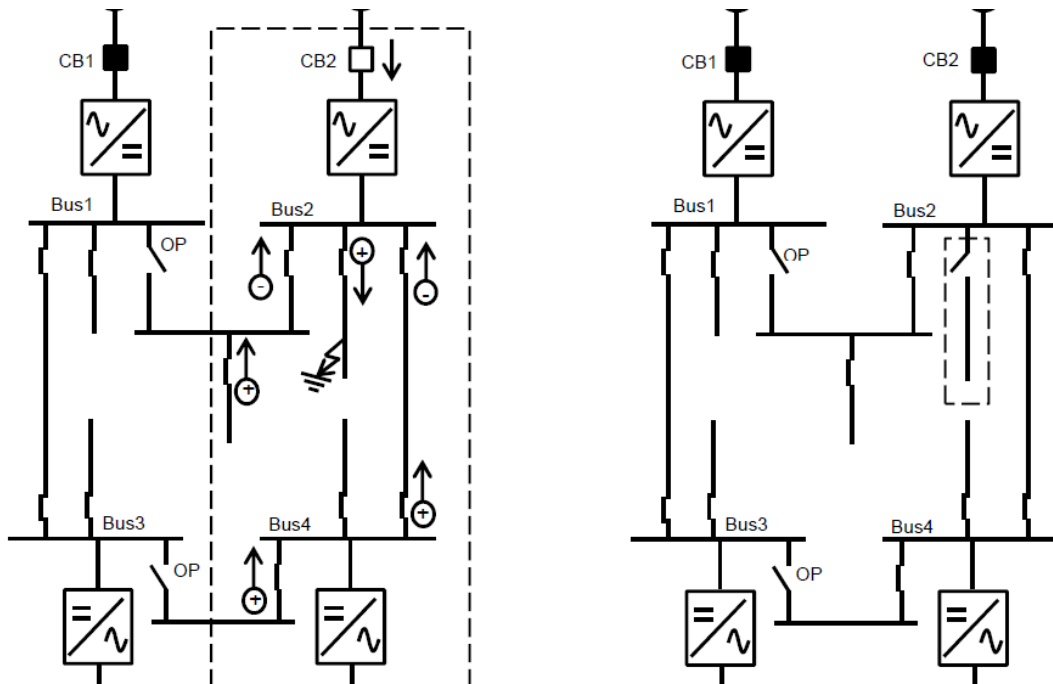 CB1
CB2
Bus1
Bus2
OP
+
-
-
+
+
Bus3
Bus4
OP
+
CB1
CB2
Bus1
Bus2
OP
Bus3
Bus4
OP